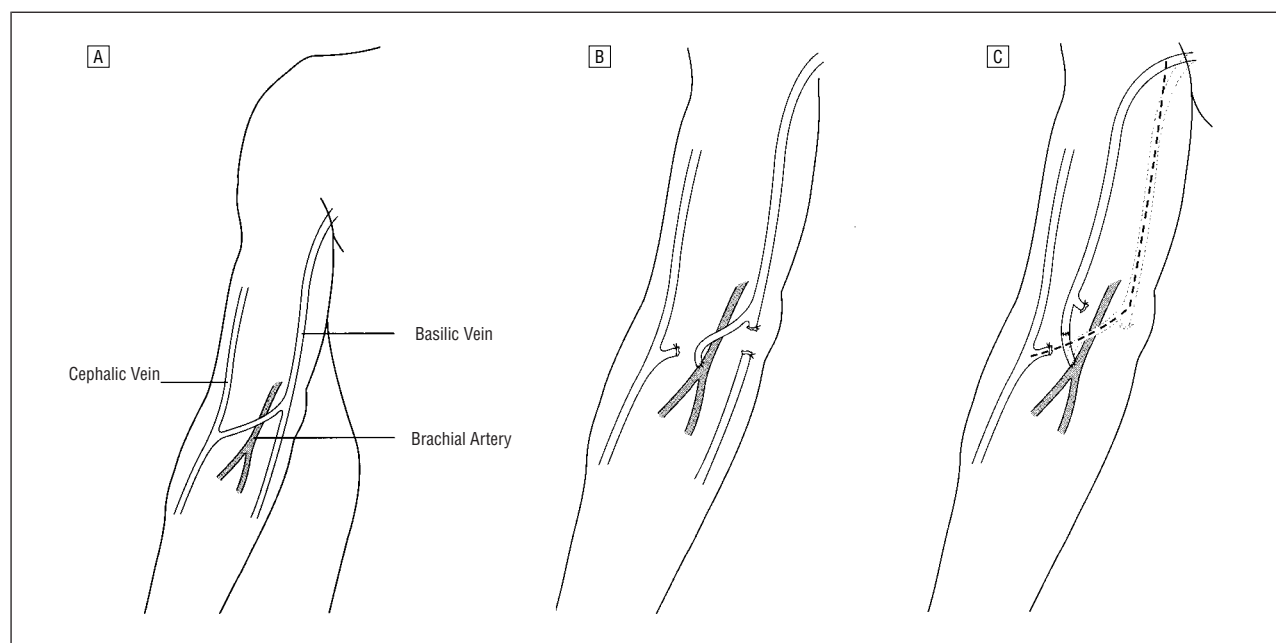 A
B
C
Basilic Vein
Cephalic Vein
Brachial Artery